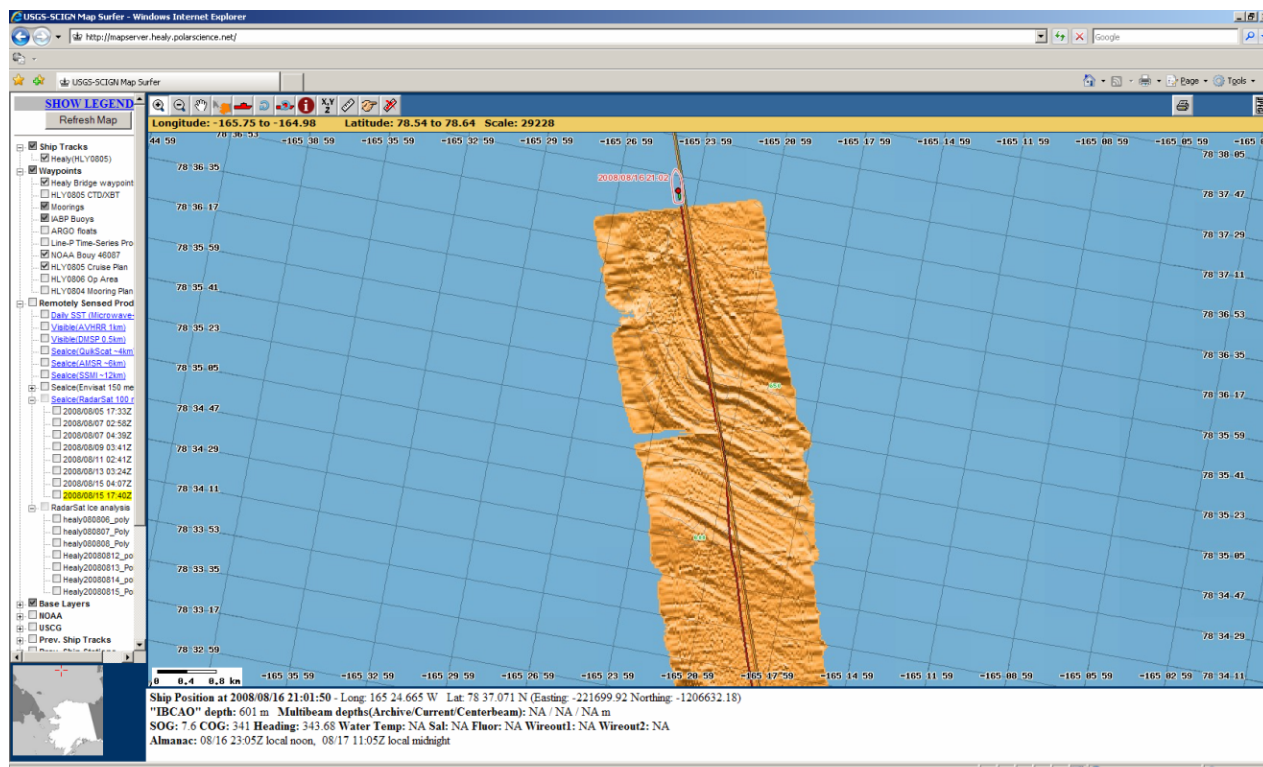 USGS-SCIGN Map Surfer - Windows Internet Explorer
http://mapserver.healy.polarscience.net/
Google
USGS-SCIGN Map Surfer
Page
Tools
SHOW LEGEND
Refresh Map
X,Y
Z
Longitude: -165.75 to -164.98 Latitude: 78.54 to 78.64 Scale: 29228
Ship Tracks
Healy(HLY0805)
Waypoints
Healy Bridge waypoint
HLY0805 CTD/XBT
Moorings
IABP Buoys
ARGO floats
Line-P Time-Series Pro
NOAA Bouy 46087
HLY0805 Cruise Plan
HLY0806 Op Area
HLY0804 Mooring Plan
Remotely Sensed Prod
Daily SST (Microwave-
Visible(AVHRR 1km)
Visible(DMSP 0.5km)
SeaIce(QuikScat ~4km
SeaIce(AMSR ~6km)
SeaIce(SSMI ~12km)
SeaIce(Envisat 150 me
SeaIce(RadarSat 100 r
2008/08/05 17:33Z
2008/08/07 02:58Z
2008/08/07 04:39Z
2008/08/09 03:41Z
2008/08/11 02:41Z
2008/08/13 03:24Z
2008/08/15 04:07Z
2008/08/15 17:40Z
RadarSat Ice analysis
healy080806_poly
healy080807_Poly
healy080808_Poly
Healy20080812_po
Healy20080813_Po
Healy20080814_po
Healy20080815_Po
Base Layers
NOAA
USCG
Prev. Ship Tracks
78 36 53
44 59 -165 38 59 -165 35 59 -165 32 59 -165 29 59 -165 26 59 -165 23 59 -165 20 59 -165 17 59 -165 14 59 -165 11 59 -165 08 59 -165 05 59
78 38 05
78 36 35
2008/08/16 21:02
78 37 47
78 36 17
78 37 29
78 35 59
78 37 11
78 35 41
78 36 53
78 35 23
78 36 35
78 35 05
78 36 17
78 34 47
78 35 59
78 34 29
78 35 41
78 34 11
78 35 23
78 33 53
78 35 05
78 33 35
78 34 47
78 33 17
78 34 29
78 32 59
0 0.4 0.8 km
-165 35 59 -165 32 59 -165 29 59 -165 26 59 -165 23 59 -165 20 59 -165 17 59 -165 14 59 -165 11 59 -165 08 59 -165 05 59 -165 02 59 78 34 11
Ship Position at 2008/08/16 21:01:50 - Long: 165 24.665 W Lat: 78 37.071 N (Easting: -221699.92 Northing: -1206632.18)
"IBCAO" depth: 601 m Multibeam depths(Archive/Current/Centerbeam): NA / NA / NA m
SOG: 7.6 COG: 341 Heading: 343.68 Water Temp: NA Sal: NA Fluor: NA Wireout1: NA Wireout2: NA
Almanac: 08/16 23:05Z local noon, 08/17 11:05Z local midnight